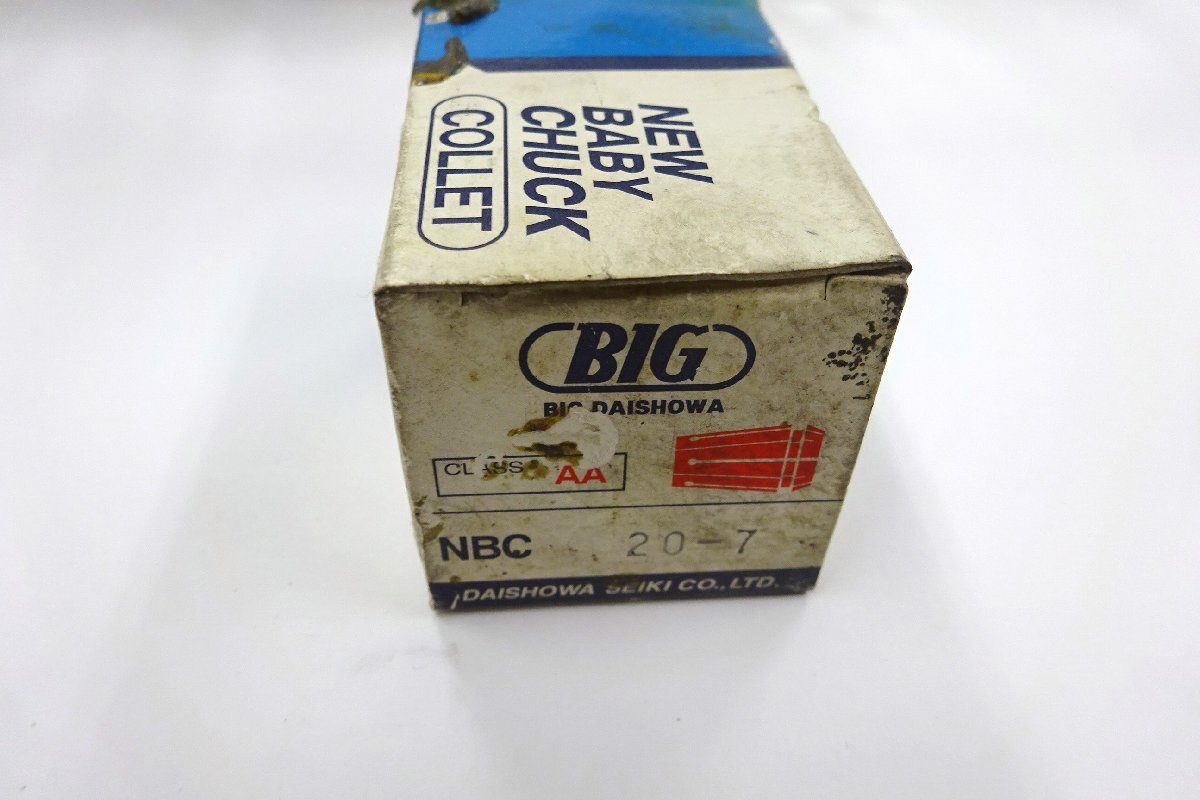 NEW
BABY
CHUCK
COLLET
BIG
BIG DAISHOWA
CLASS AA
NBC 20-7
DAISHOWA SEIKI CO., LTD.